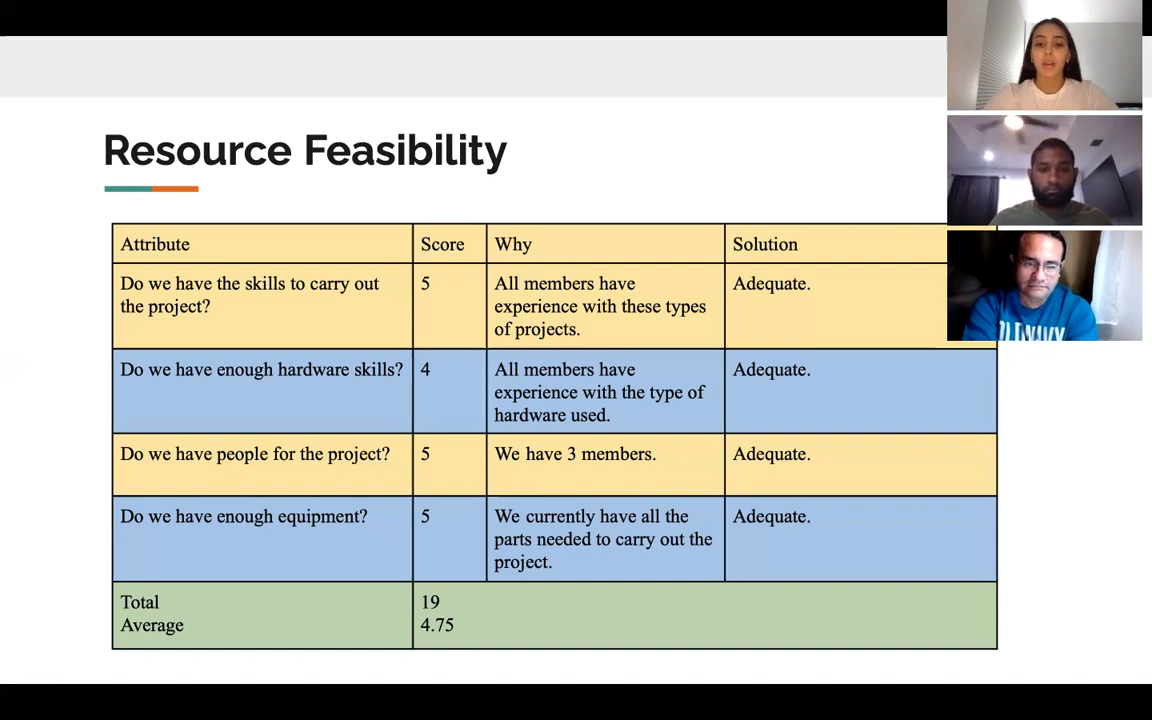 Resource Feasibility
Attribute
Score
Why
Solution
Do we have the skills to carry out
the project?
5
All members have
experience with these types
of projects.
Adequate.
Do we have enough hardware skills?
4
All members have
experience with the type of
hardware used.
Adequate.
Do we have people for the project?
5
We have 3 members.
Adequate.
Do we have enough equipment?
5
We currently have all the
parts needed to carry out the
project.
Adequate.
Total
19
Average
4.75
OLD NAVY